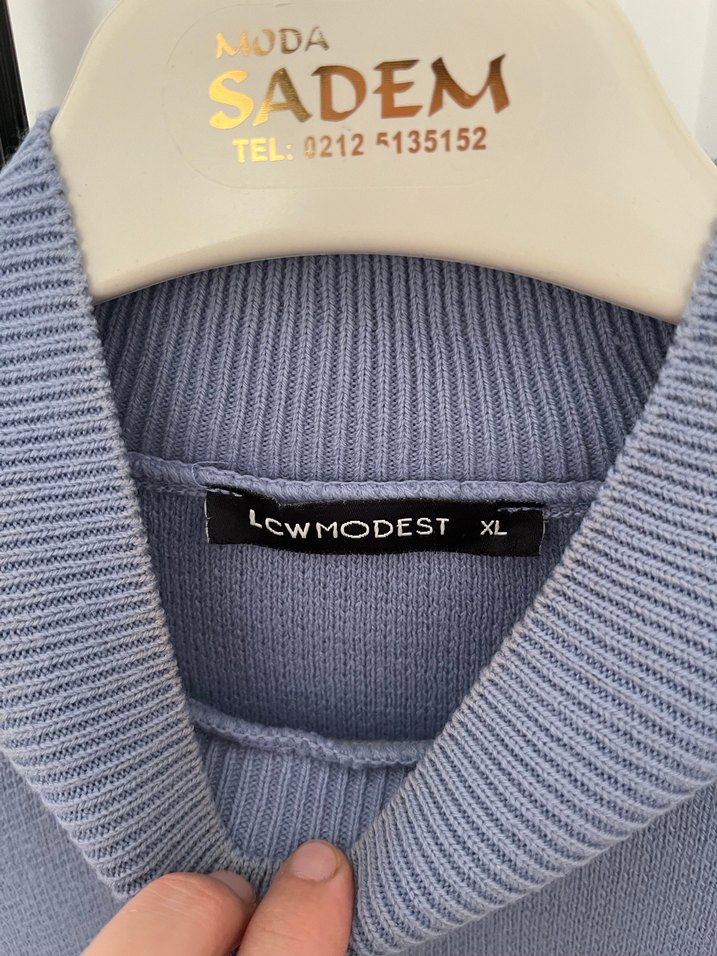 MODA
SADEM
TEL: 0212 5135152
LCWMODEST XL